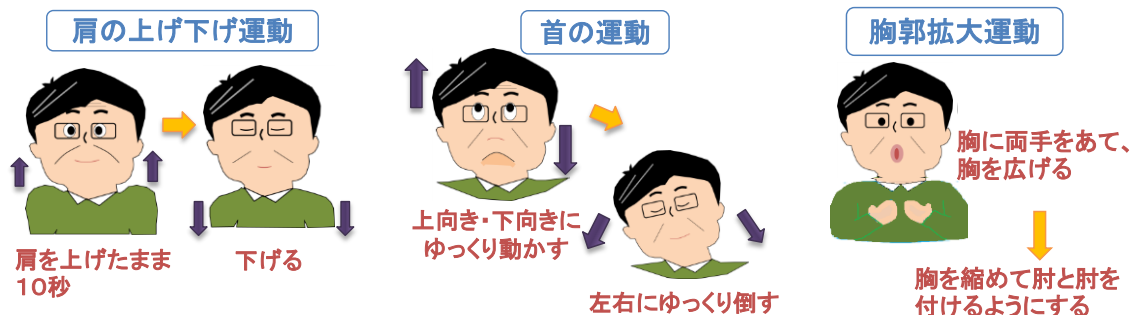 肩の上げ下げ運動
肩を上げたまま
10秒
下げる
首の運動
上向き・下向きに
ゆっくり動かす
左右にゆっくり倒す
胸郭拡大運動
胸に両手をあて、
胸を広げる
胸を縮めて肘と肘を
付けるようにする